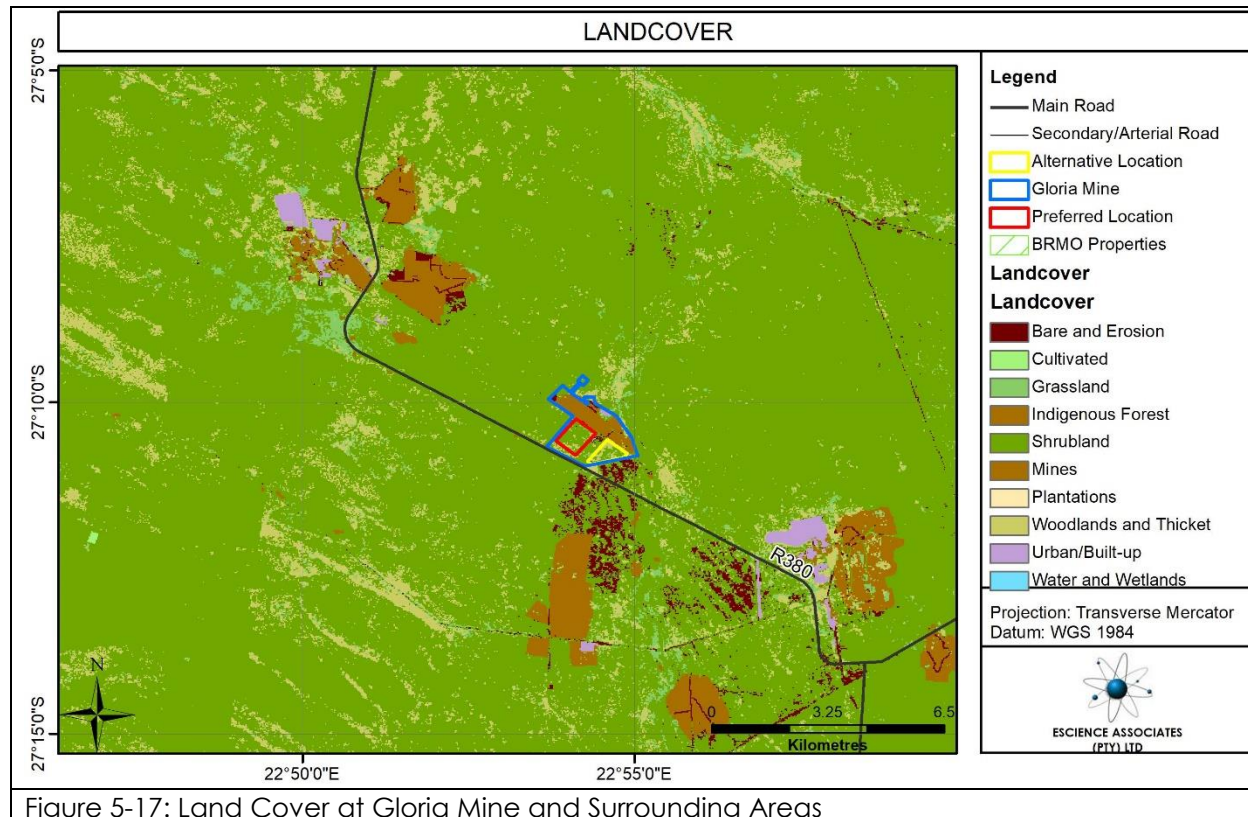 LANDCOVER
27°5'0"S
27°10'0"S
27°15'0"S
22°50'0"E
22°55'0"E
R380
N
0
3.25
6.5
Kilometres
Legend
Main Road
Secondary/Arterial Road
Alternative Location
Gloria Mine
Preferred Location
BRMO Properties
Landcover
Landcover
Bare and Erosion
Cultivated
Grassland
Indigenous Forest
Shrubland
Mines
Plantations
Woodlands and Thicket
Urban/Built-up
Water and Wetlands
Projection: Transverse Mercator
Datum: WGS 1984
ESCIENCE ASSOCIATES
(PTY) LTD
Figure 5-17: Land Cover at Gloria Mine and Surrounding Areas